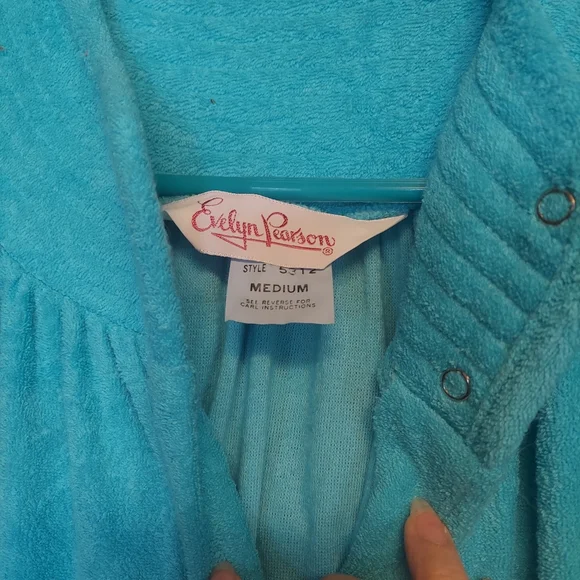 Evelyn Pearson ®
STYLE 5312
MEDIUM
SEE REVERSE FOR
CARE INSTRUCTIONS